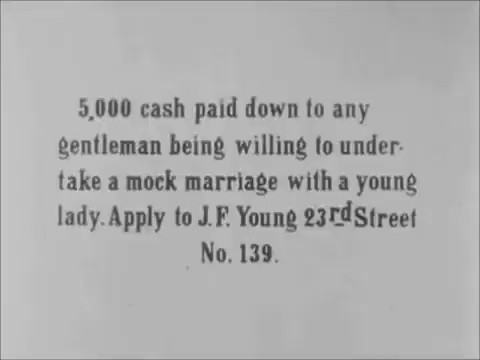 5,000 cash paid down to any
gentleman being willing to under-
take a mock marriage with a young
lady. Apply to J. F. Young 23rd Street
No. 139.